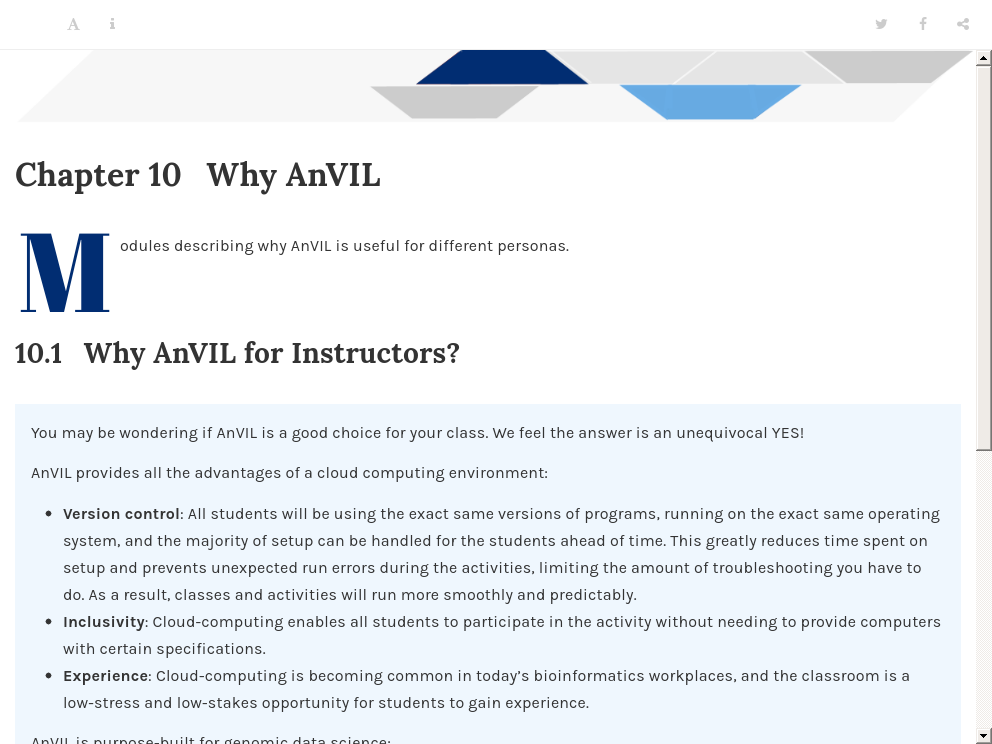 Chapter 10 Why AnVIL
Modules describing why AnVIL is useful for different personas.
10.1 Why AnVIL for Instructors?
You may be wondering if AnVIL is a good choice for your class. We feel the answer is an unequivocal YES!
AnVIL provides all the advantages of a cloud computing environment:
• Version control: All students will be using the exact same versions of programs, running on the exact same operating
system, and the majority of setup can be handled for the students ahead of time. This greatly reduces time spent on
setup and prevents unexpected run errors during the activities, limiting the amount of troubleshooting you have to
do. As a result, classes and activities will run more smoothly and predictably.
• Inclusivity: Cloud-computing enables all students to participate in the activity without needing to provide computers
with certain specifications.
• Experience: Cloud-computing is becoming common in today’s bioinformatics workplaces, and the classroom is a
low-stress and low-stakes opportunity for students to gain experience.
AnVIL is purpose-built for genomic data science: